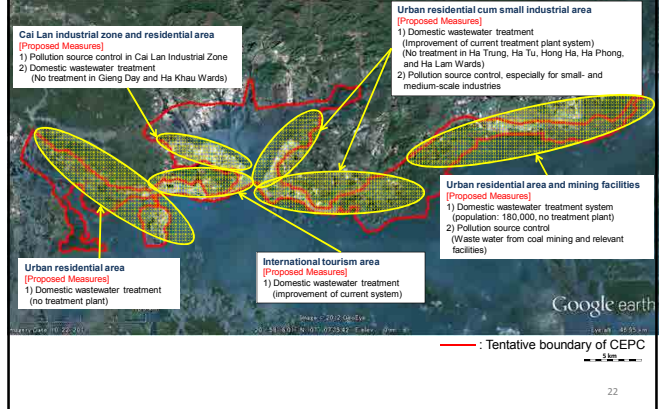 Cai Lan industrial zone and residential area
[Proposed Measures]
1) Pollution source control in Cai Lan Industrial Zone
2) Domestic wastewater treatment
(No treatment in Gieng Day and Ha Khau Wards)
Urban residential cum small industrial area
[Proposed Measures]
1) Domestic wastewater treatment
(Improvement of current treatment plant system)
(No treatment in Ha Trung, Ha Tu, Hong Ha, Ha Phong,
and Ha Lam Wards)
2) Pollution source control, especially for small- and
medium-scale industries
Urban residential area and mining facilities
[Proposed Measures]
1) Domestic wastewater treatment system
(population: 180,000, no treatment plant)
2) Pollution source control
(Waste water from coal mining and relevant
facilities)
Urban residential area
[Proposed Measures]
1) Domestic wastewater treatment
(no treatment plant)
International tourism area
[Proposed Measures]
1) Domestic wastewater treatment
(improvement of current system)
Google earth
: Tentative boundary of CEPC
5 km
22